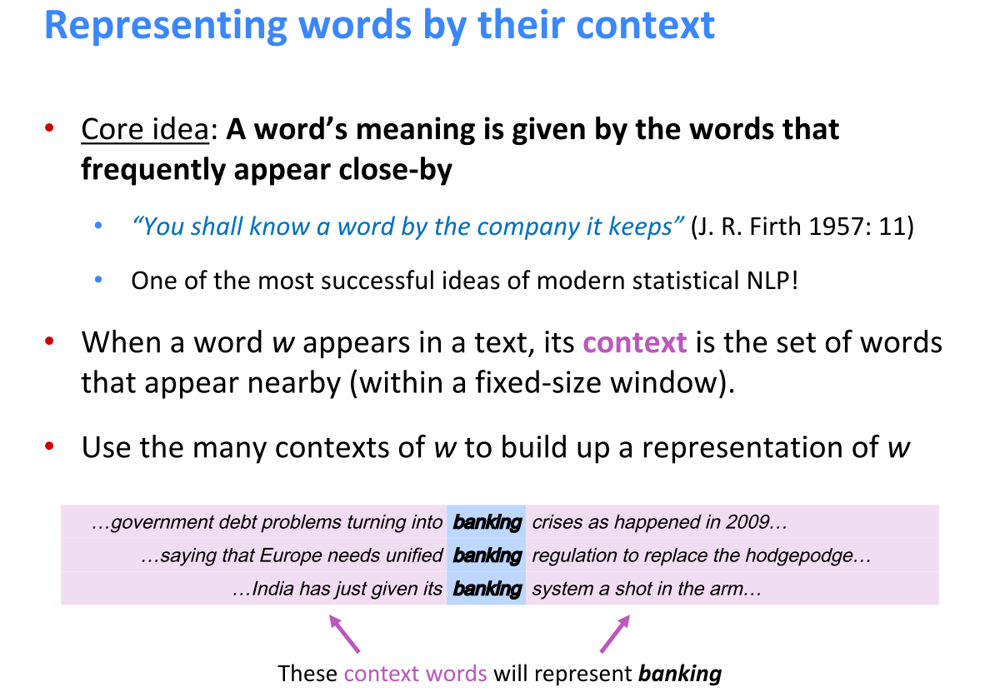 Representing words by their context
• Core idea: A word’s meaning is given by the words that
frequently appear close-by
• “You shall know a word by the company it keeps” (J. R. Firth 1957: 11)
• One of the most successful ideas of modern statistical NLP!
• When a word w appears in a text, its context is the set of words
that appear nearby (within a fixed-size window).
• Use the many contexts of w to build up a representation of w
…government debt problems turning into banking crises as happened in 2009…
…saying that Europe needs unified banking regulation to replace the hodgepodge…
…India has just given its banking system a shot in the arm…
These context words will represent banking